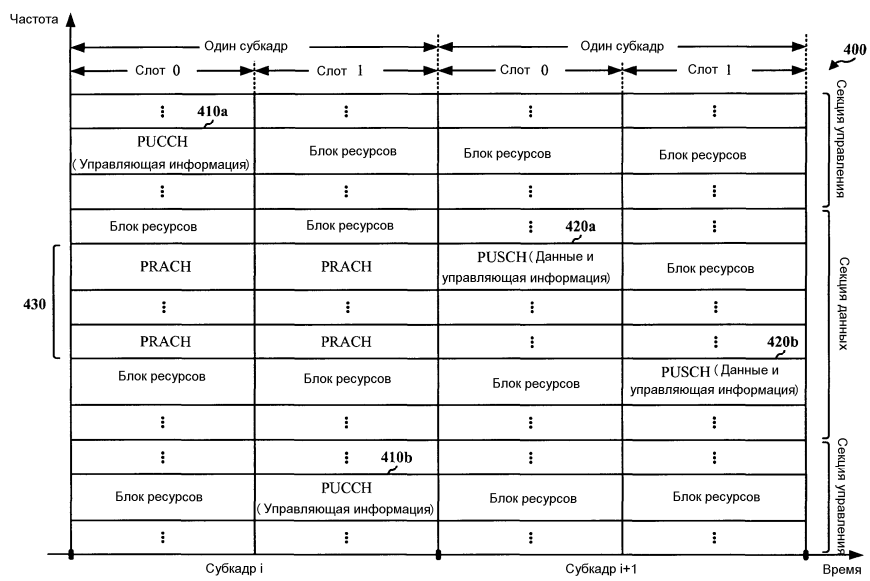 Частота
Один субкадр
Один субкадр
400
Слот 0
Слот 1
Слот 0
Слот 1
410a
PUCCH
(Управляющая информация)
Блок ресурсов
Блок ресурсов
Блок ресурсов
Секция управления
Блок ресурсов
Блок ресурсов
420a
430
PRACH
PRACH
PUSCH (Данные и
управляющая информация)
Блок ресурсов
Секция данных
PRACH
PRACH
420b
Блок ресурсов
Блок ресурсов
Блок ресурсов
PUSCH (Данные и
управляющая информация)
410b
Блок ресурсов
PUCCH
(Управляющая информация)
Блок ресурсов
Блок ресурсов
Секция управления
Субкадр i
Субкадр i+1
Время